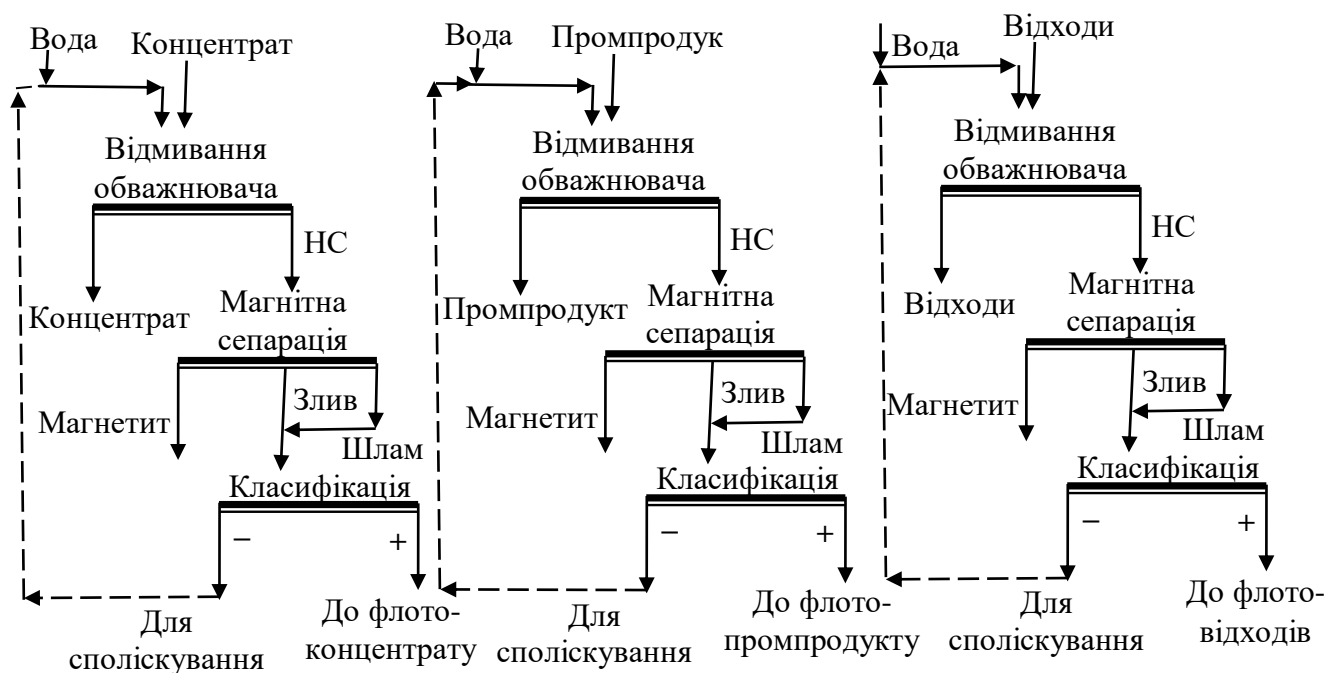 Вода
Концентрат
Відмивання
обважнювача
НС
Концентрат
Магнітна
сепарація
Злив
Магнетит
Шлам
Класифікація
–
+
Для
споліскування
До флото-
концентрату
Вода
Промпродук
Відмивання
обважнювача
НС
Промпродукт
Магнітна
сепарація
Злив
Магнетит
Шлам
Класифікація
–
+
Для
споліскування
До флото-
промпродукту
Вода
Відходи
Відмивання
обважнювача
НС
Відходи
Магнітна
сепарація
Злив
Магнетит
Шлам
Класифікація
–
+
Для
споліскування
До флото-
відходів